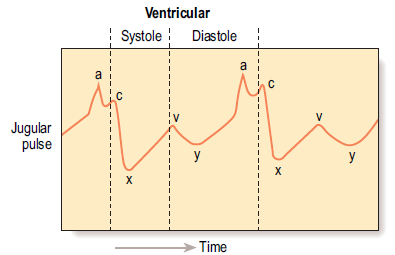 Ventricular
Systole Diastole
a
c
v
x
y
a
c
v
x
y
Jugular
pulse
Time